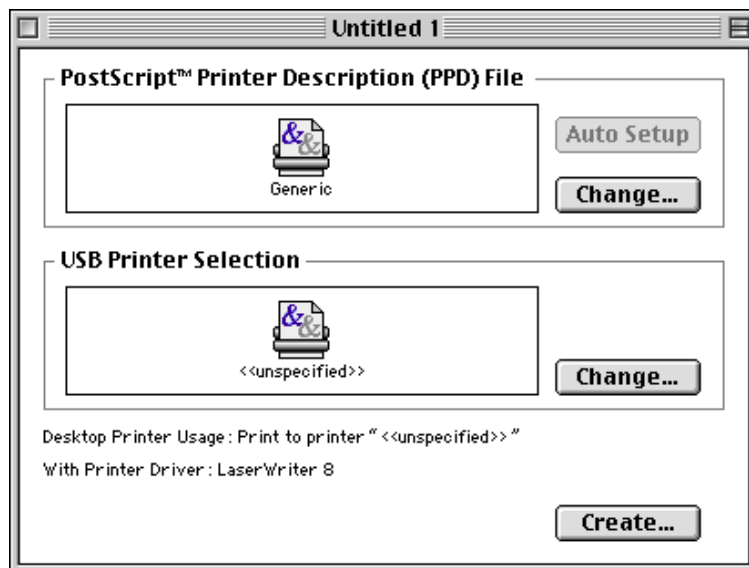 Untitled 1
PostScript™ Printer Description (PPD) File
Generic
Auto Setup
Change...
USB Printer Selection
<<unspecified>>
Change...
Desktop Printer Usage : Print to printer “ <<unspecified>> ”
With Printer Driver : LaserWriter 8
Create...